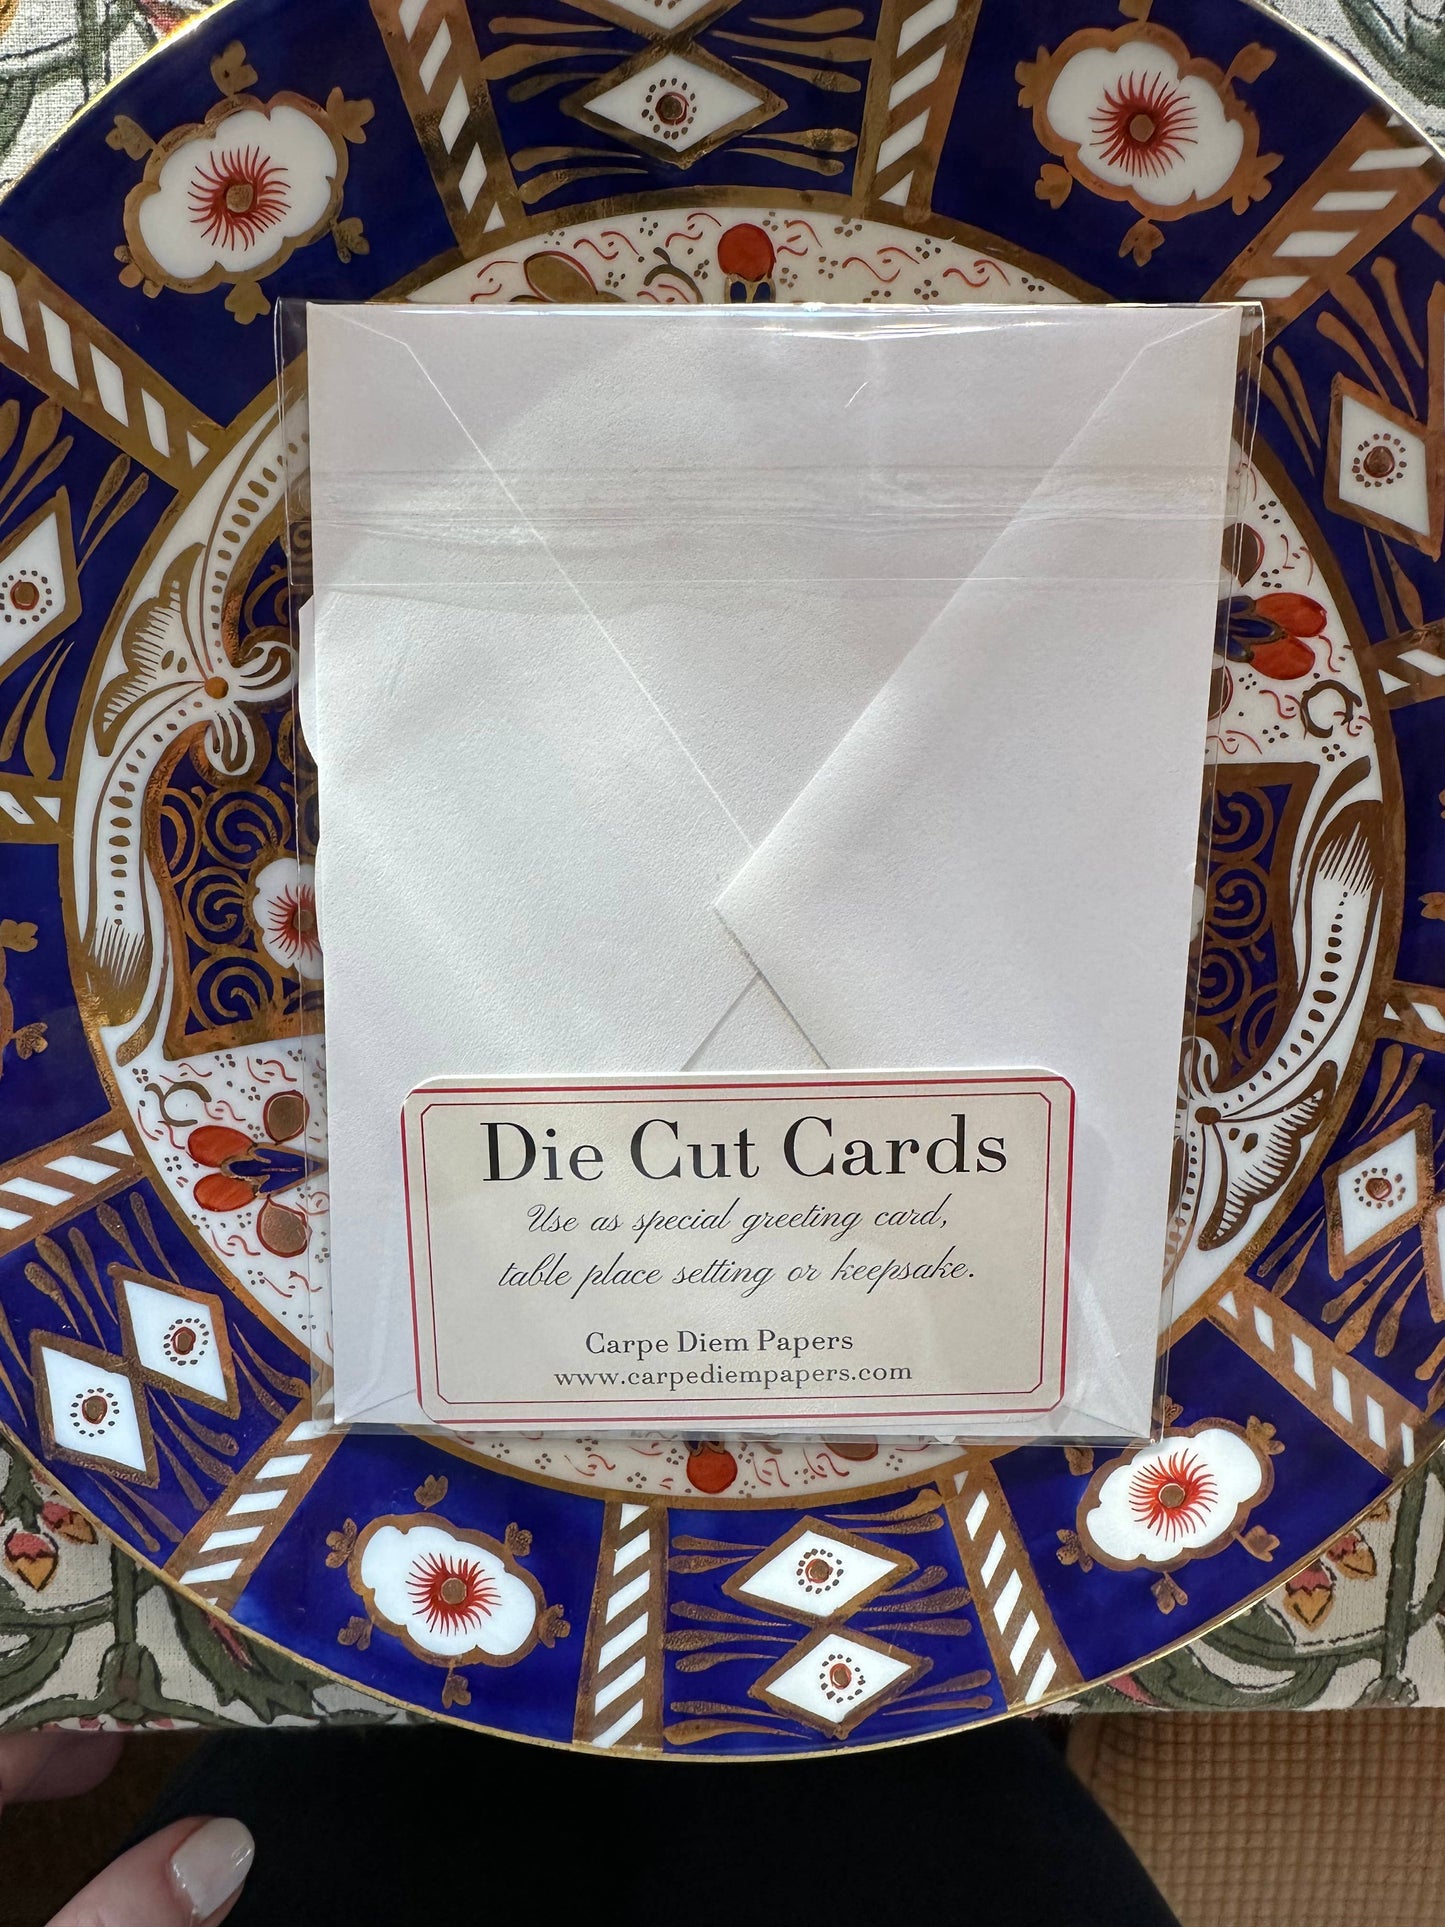 Die Cut Cards
Use as special greeting card,
table place setting or keepsake.
Carpe Diem Papers
www.carpediempapers.com